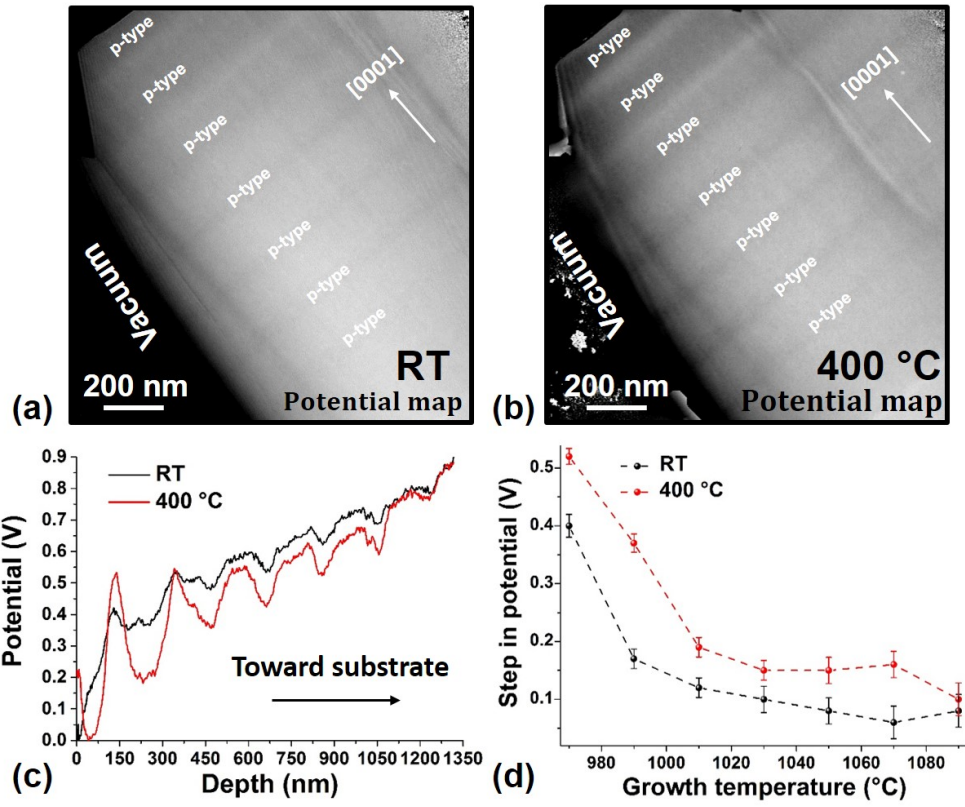 p-type
p-type
p-type
p-type
p-type
p-type
p-type
[0001]
Vacuum
RT
200 nm
Potential map
(a)
p-type
p-type
p-type
p-type
p-type
p-type
p-type
[0001]
Vacuum
400 °C
200 nm
Potential map
(b)
0.9
0.8
0.7
0.6
0.5
0.4
0.3
0.2
0.1
0.0
Potential (V)
RT
400 °C
Toward substrate
0 150 300 450 600 750 900 1050 1200 1350
Depth (nm)
(c)
0.5
0.4
0.3
0.2
0.1
Step in potential (V)
RT
400 °C
980 1000 1020 1040 1060 1080
Growth temperature (°C)
(d)